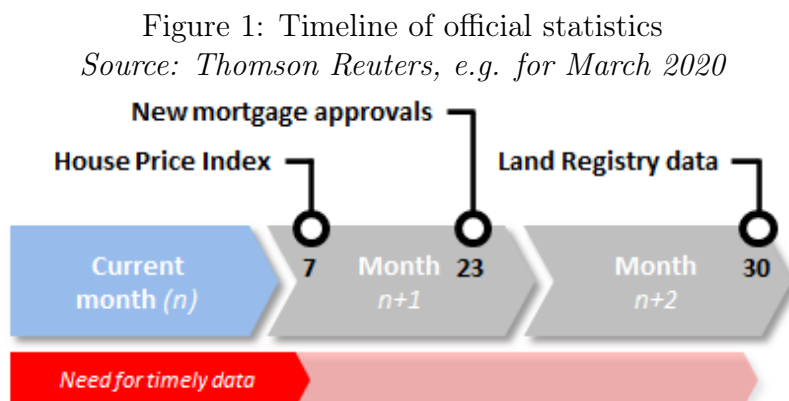 Figure 1: Timeline of official statistics
Source: Thomson Reuters, e.g. for March 2020
New mortgage approvals
House Price Index
Land Registry data
Current month (n)
7
Month n+1
23
Month n+2
30
Need for timely data